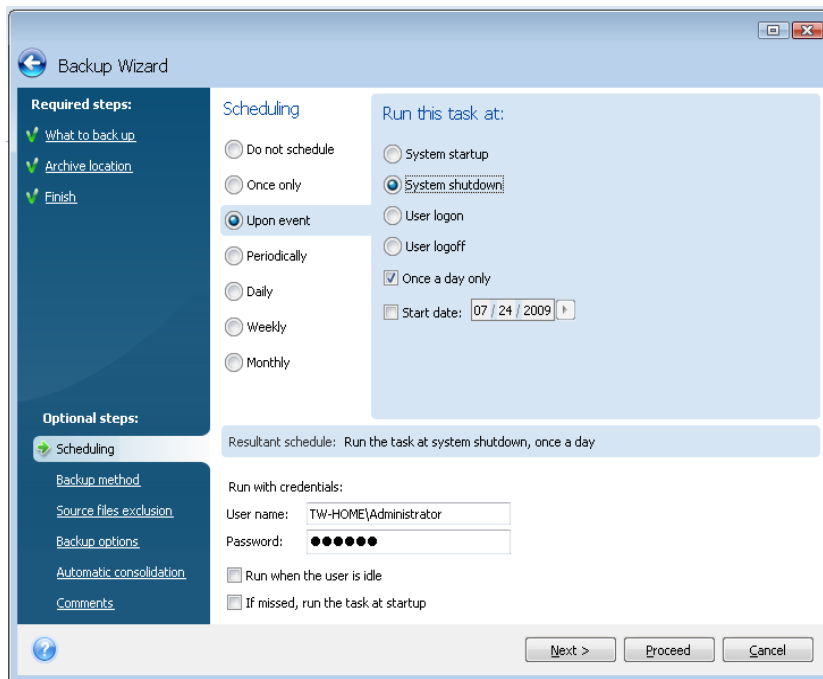 Backup Wizard
Required steps:
What to back up
Archive location
Finish
Optional steps:
Scheduling
Backup method
Source files exclusion
Backup options
Automatic consolidation
Comments
Scheduling
Do not schedule
Once only
Upon event
Periodically
Daily
Weekly
Monthly
Run this task at:
System startup
System shutdown
User logon
User logoff
Once a day only
Start date: 07 / 24 / 2009
Resultant schedule: Run the task at system shutdown, once a day
Run with credentials:
User name: TW-HOME\Administrator
Password: ●●●●●●
Run when the user is idle
If missed, run the task at startup
?
Next >
Proceed
Cancel